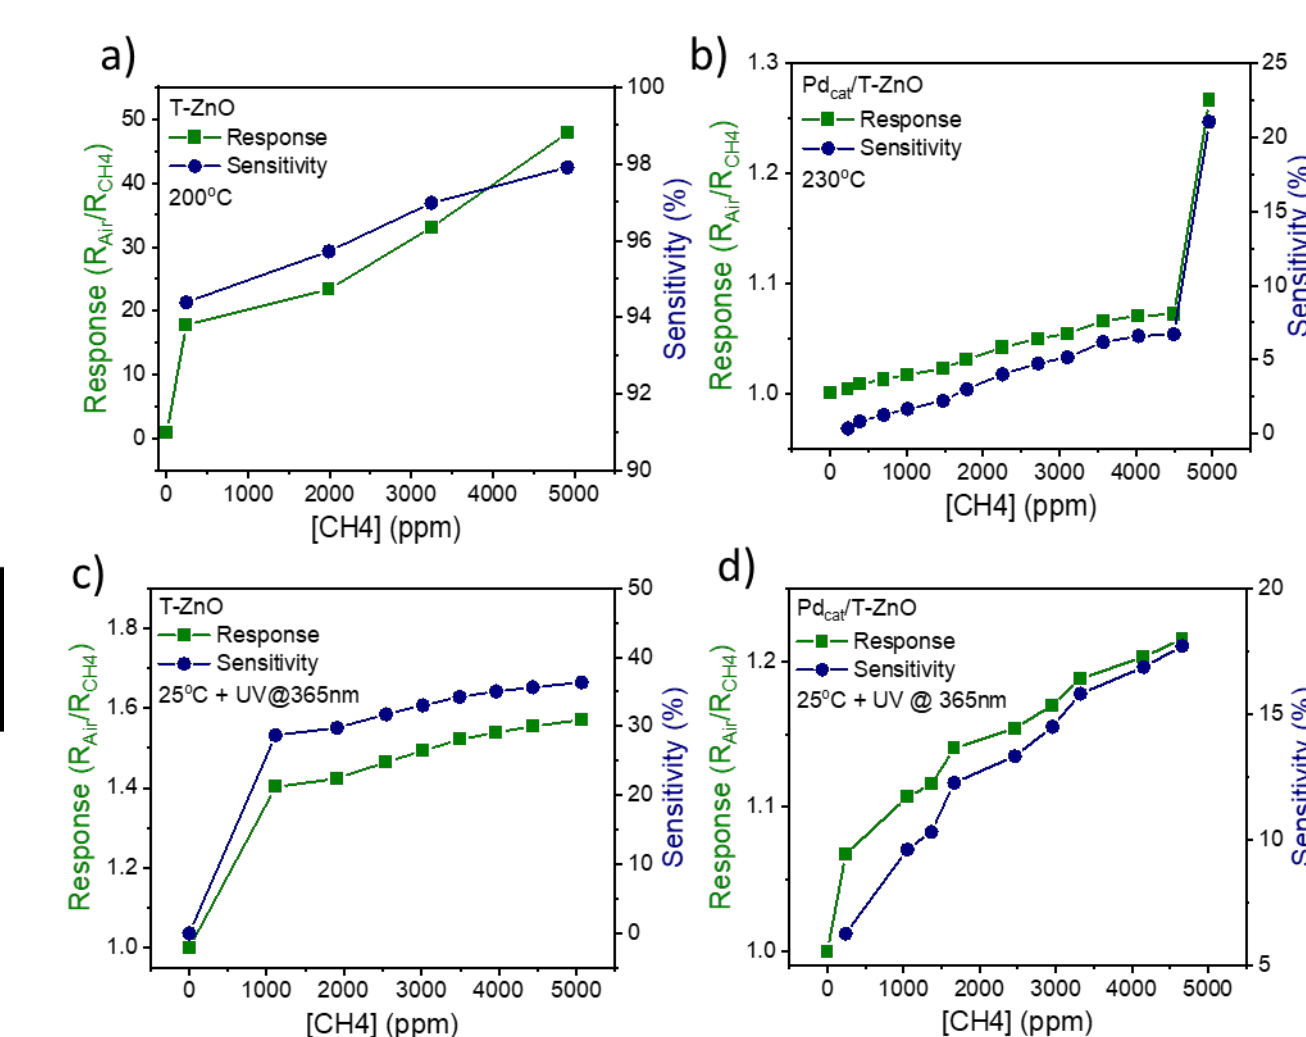 a)
T-ZnO
Response
Sensitivity
200°C
Response (R_Air/R_CH4)
50
40
30
20
10
0
100
98
96
94
92
90
Sensitivity (%)
0 1000 2000 3000 4000 5000
[CH4] (ppm)
b)
Pd_cat/T-ZnO
Response
Sensitivity
230°C
Response (R_Air/R_CH4)
1.3
1.2
1.1
1.0
25
20
15
10
5
0
Sensitivity (%)
0 1000 2000 3000 4000 5000
[CH4] (ppm)
c)
T-ZnO
Response
Sensitivity
25°C + UV@365nm
Response (R_Air/R_CH4)
1.8
1.6
1.4
1.2
1.0
50
40
30
20
10
0
Sensitivity (%)
0 1000 2000 3000 4000 5000
[CH4] (ppm)
d)
Pd_cat/T-ZnO
Response
Sensitivity
25°C + UV @ 365nm
Response (R_Air/R_CH4)
1.2
1.1
1.0
20
15
10
5
Sensitivity (%)
0 1000 2000 3000 4000 5000
[CH4] (ppm)